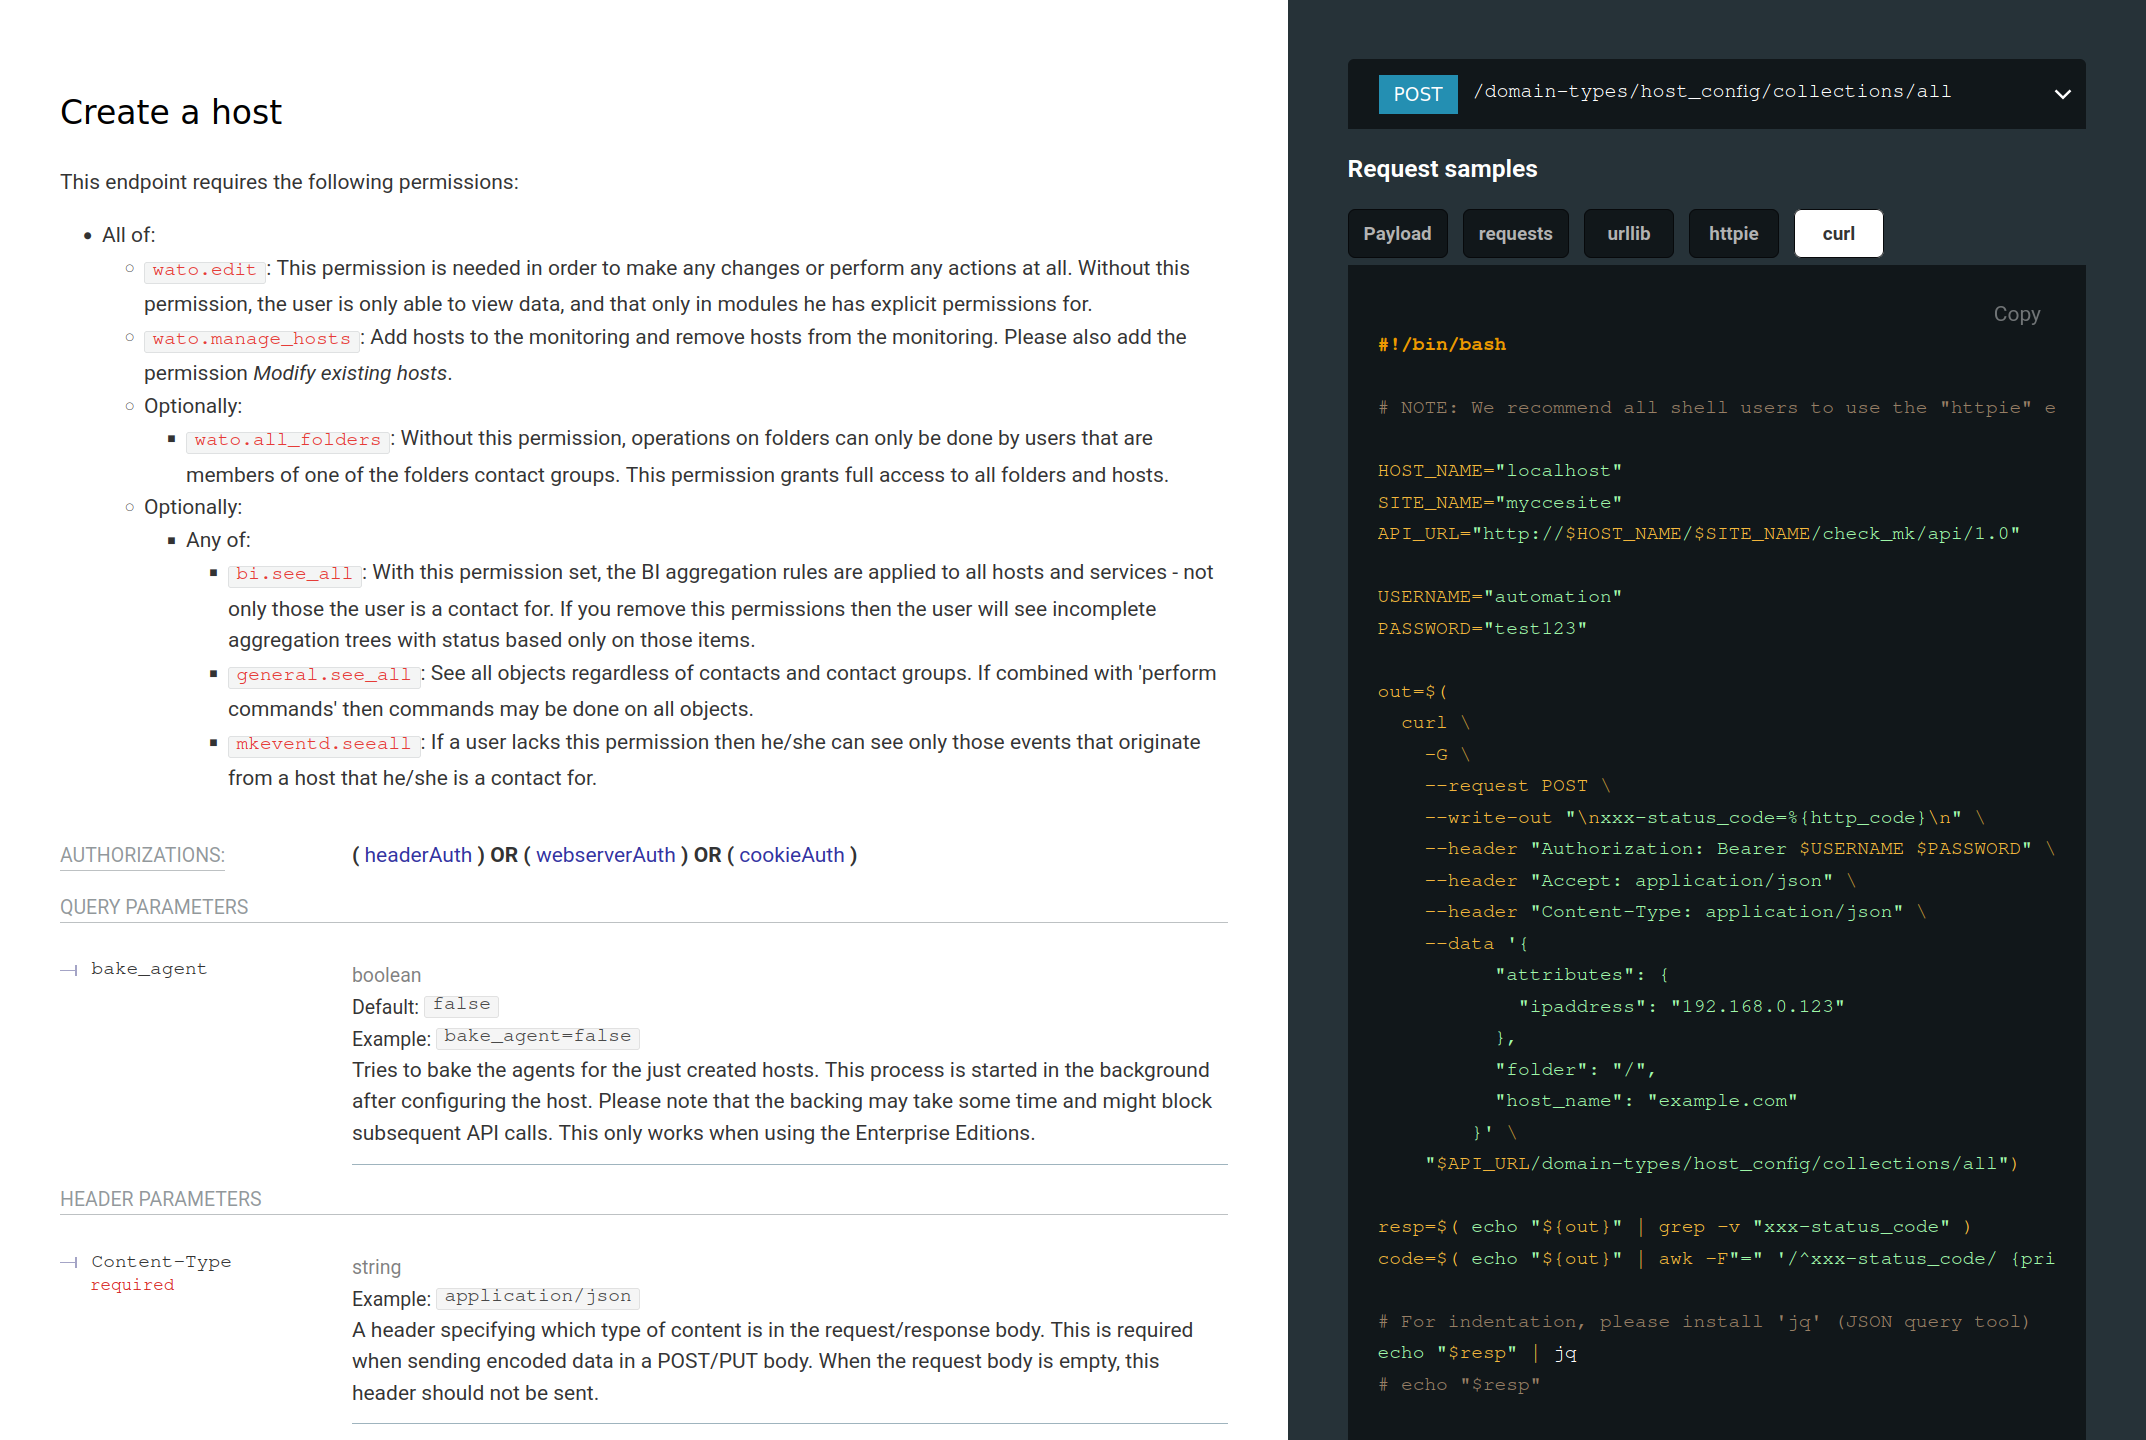 Create a host
This endpoint requires the following permissions:
All of:
wato.edit: This permission is needed in order to make any changes or perform any actions at all. Without this
permission, the user is only able to view data, and that only in modules he has explicit permissions for.
wato.manage_hosts: Add hosts to the monitoring and remove hosts from the monitoring. Please also add the
permission Modify existing hosts.
Optionally:
wato.all_folders: Without this permission, operations on folders can only be done by users that are
members of one of the folders contact groups. This permission grants full access to all folders and hosts.
Optionally:
Any of:
bi.see_all: With this permission set, the BI aggregation rules are applied to all hosts and services - not
only those the user is a contact for. If you remove this permissions then the user will see incomplete
aggregation trees with status based only on those items.
general.see_all: See all objects regardless of contacts and contact groups. If combined with 'perform
commands' then commands may be done on all objects.
mkeventd.seeall: If a user lacks this permission then he/she can see only those events that originate
from a host that he/she is a contact for.
AUTHORIZATIONS: ( headerAuth ) OR ( webserverAuth ) OR ( cookieAuth )
QUERY PARAMETERS
bake_agent
boolean
Default: false
Example: bake_agent=false
Tries to bake the agents for the just created hosts. This process is started in the background
after configuring the host. Please note that the backing may take some time and might block
subsequent API calls. This only works when using the Enterprise Editions.
HEADER PARAMETERS
Content-Type
required
string
Example: application/json
A header specifying which type of content is in the request/response body. This is required
when sending encoded data in a POST/PUT body. When the request body is empty, this
header should not be sent.
POST /domain-types/host_config/collections/all
Request samples
Payload requests urllib httpie curl
Copy
#!/bin/bash
# NOTE: We recommend all shell users to use the "httpie" e
HOST_NAME="localhost"
SITE_NAME="myccesite"
API_URL="http://$HOST_NAME/$SITE_NAME/check_mk/api/1.0"
USERNAME="automation"
PASSWORD="test123"
out=$(
curl \
-G \
--request POST \
--write-out "\nxxx-status_code=%{http_code}\n" \
--header "Authorization: Bearer $USERNAME $PASSWORD" \
--header "Accept: application/json" \
--header "Content-Type: application/json" \
--data '{
"attributes": {
"ipaddress": "192.168.0.123"
},
"folder": "/",
"host_name": "example.com"
}' \
"$API_URL/domain-types/host_config/collections/all")
resp=$( echo "${out}" | grep -v "xxx-status_code" )
code=$( echo "${out}" | awk -F"=" '/^xxx-status_code/ {pri
# For indentation, please install 'jq' (JSON query tool)
echo "$resp" | jq
# echo "$resp"